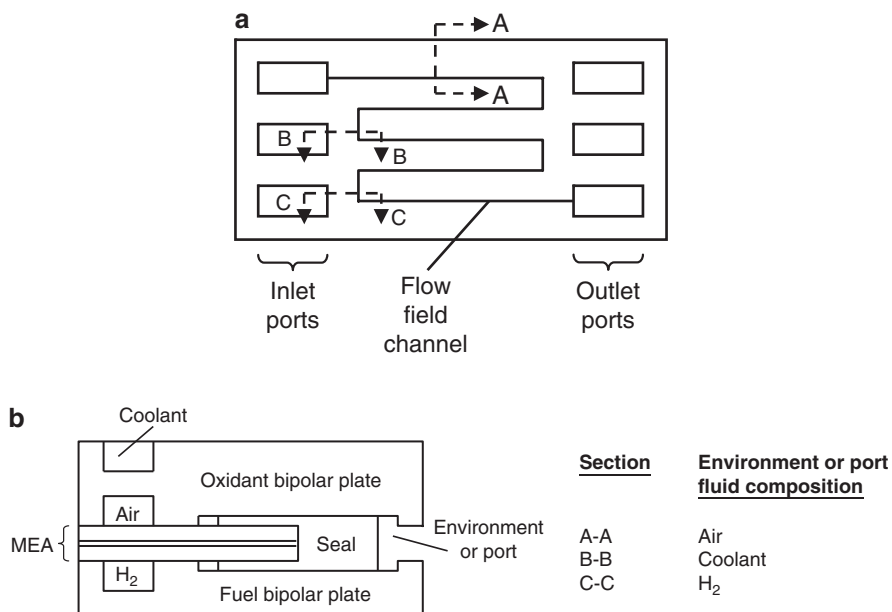 a
A
A
B
B
C
C
Inlet
ports
Flow
field
channel
Outlet
ports
b
Coolant
Oxidant bipolar plate
Air
MEA
Seal
Environment
or port
H₂
Fuel bipolar plate
Section
Environment or port
fluid composition
A-A Air
B-B Coolant
C-C H₂